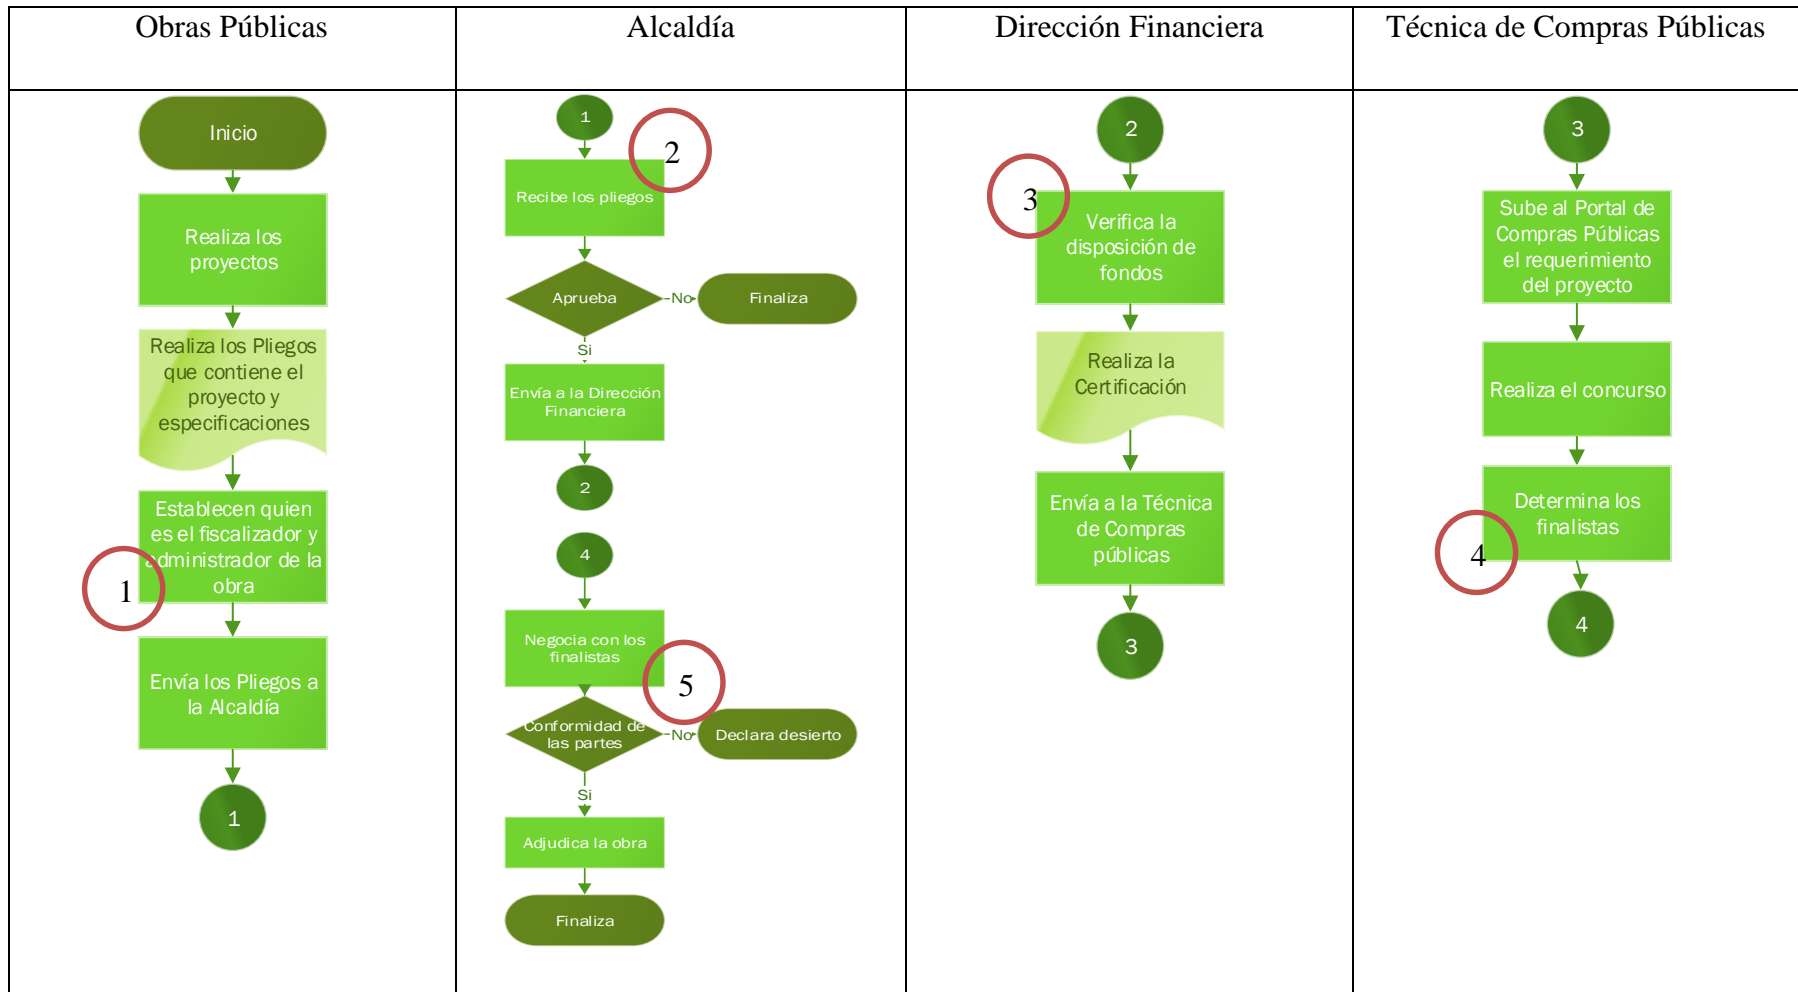 Obras Públicas
Alcaldía
Dirección Financiera
Técnica de Compras Públicas
Inicio
Realiza los
proyectos
Realiza los Pliegos
que contiene el
proyecto y
especificaciones
Establecen quien
es el fiscalizador y
administrador de la
obra
1
Envía los Pliegos a
la Alcaldía
1
1
2
Recibe los pliegos
Aprueba
No
Finaliza
Si
Envía a la Dirección
Financiera
2
4
Negocia con los
finalistas
5
Conformidad de
las partes
No
Declara desierto
Si
Adjudica la obra
Finaliza
2
3
Verifica la
disposición de
fondos
Realiza la
Certificación
Envía a la Técnica
de Compras
públicas
3
3
Sube al Portal de
Compras Públicas
el requerimiento
del proyecto
Realiza el concurso
Determina los
finalistas
4
4